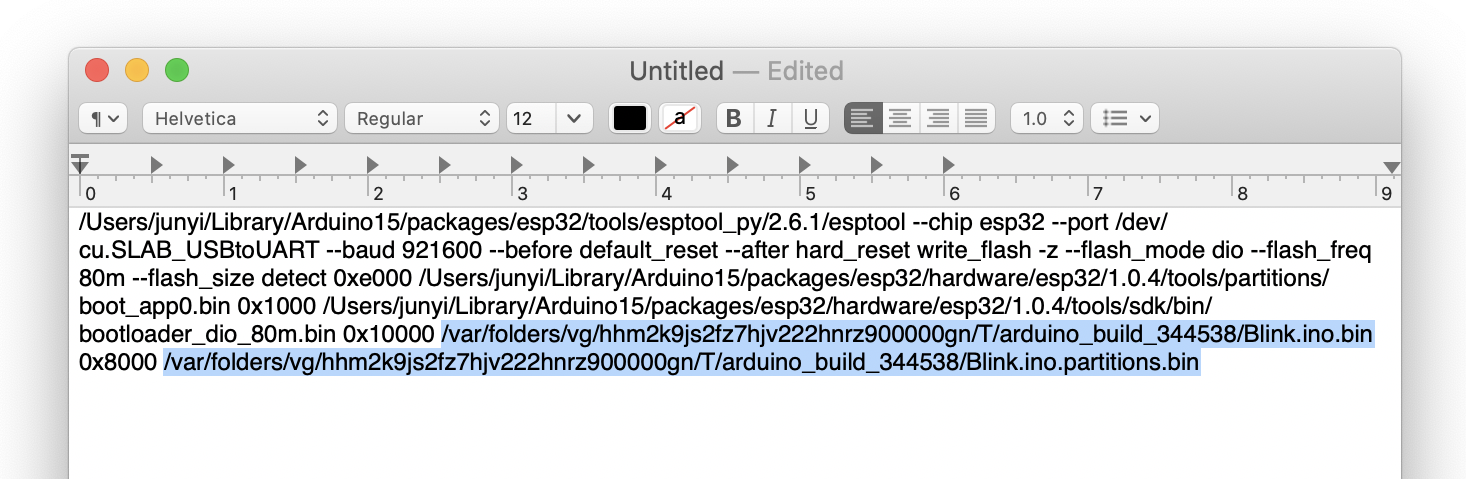 Untitled — Edited
¶ Helvetica Regular 12 a B I U 1.0
0 1 2 3 4 5 6 7 8 9
/Users/junyi/Library/Arduino15/packages/esp32/tools/esptool_py/2.6.1/esptool --chip esp32 --port /dev/
cu.SLAB_USBtoUART --baud 921600 --before default_reset --after hard_reset write_flash -z --flash_mode dio --flash_freq
80m --flash_size detect 0xe000 /Users/junyi/Library/Arduino15/packages/esp32/hardware/esp32/1.0.4/tools/partitions/
boot_app0.bin 0x1000 /Users/junyi/Library/Arduino15/packages/esp32/hardware/esp32/1.0.4/tools/sdk/bin/
bootloader_dio_80m.bin 0x10000 /var/folders/vg/hhm2k9js2fz7hjv222hnrz900000gn/T/arduino_build_344538/Blink.ino.bin
0x8000 /var/folders/vg/hhm2k9js2fz7hjv222hnrz900000gn/T/arduino_build_344538/Blink.ino.partitions.bin